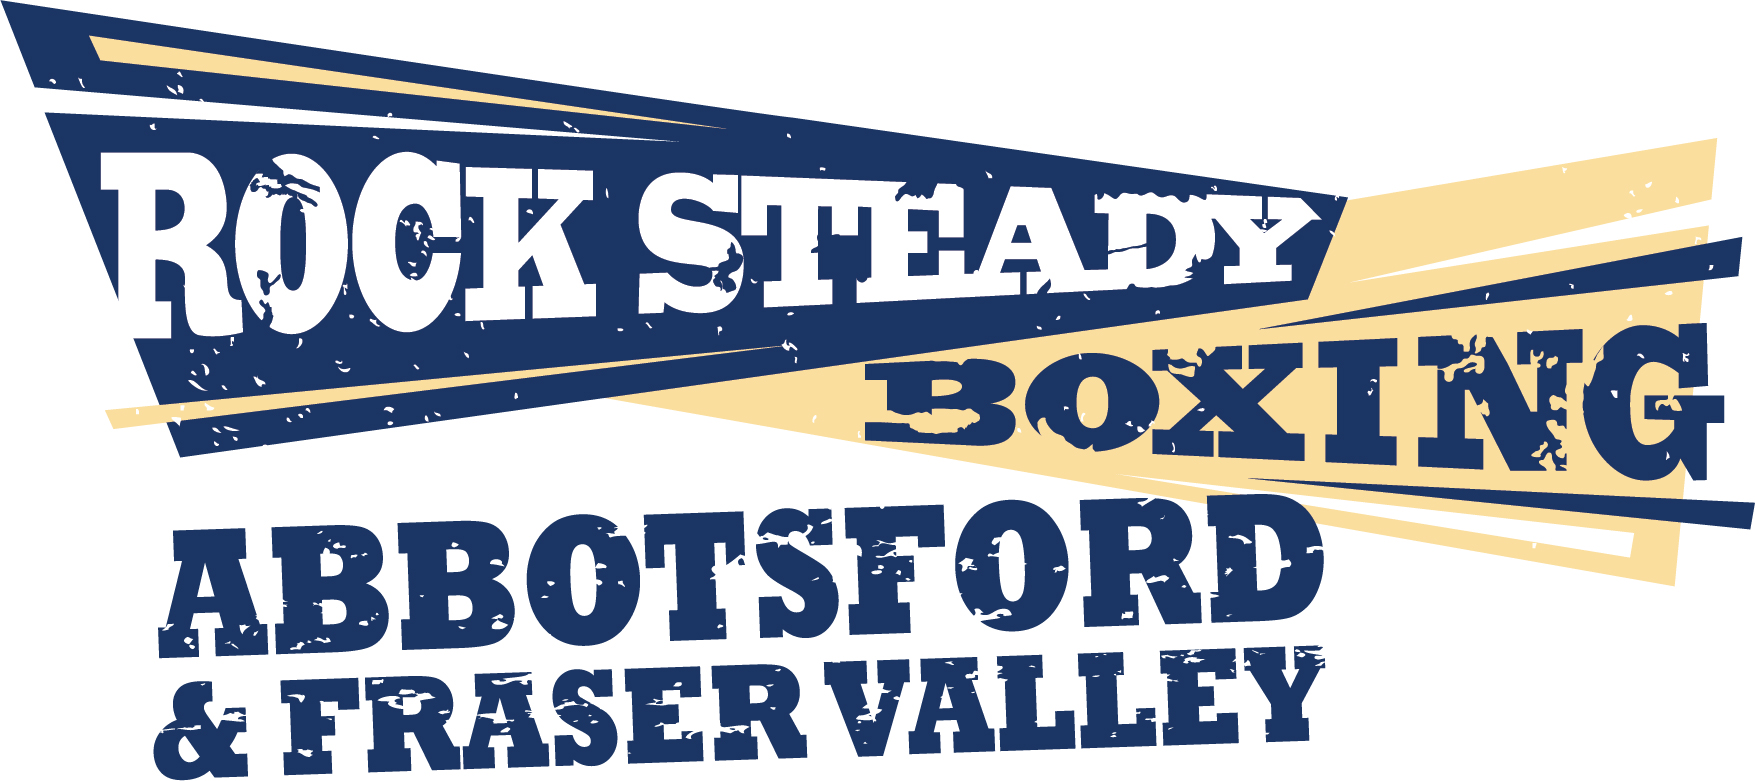 ROCK STEADY
BOXING
ABBOTSFORD
& FRASER VALLEY